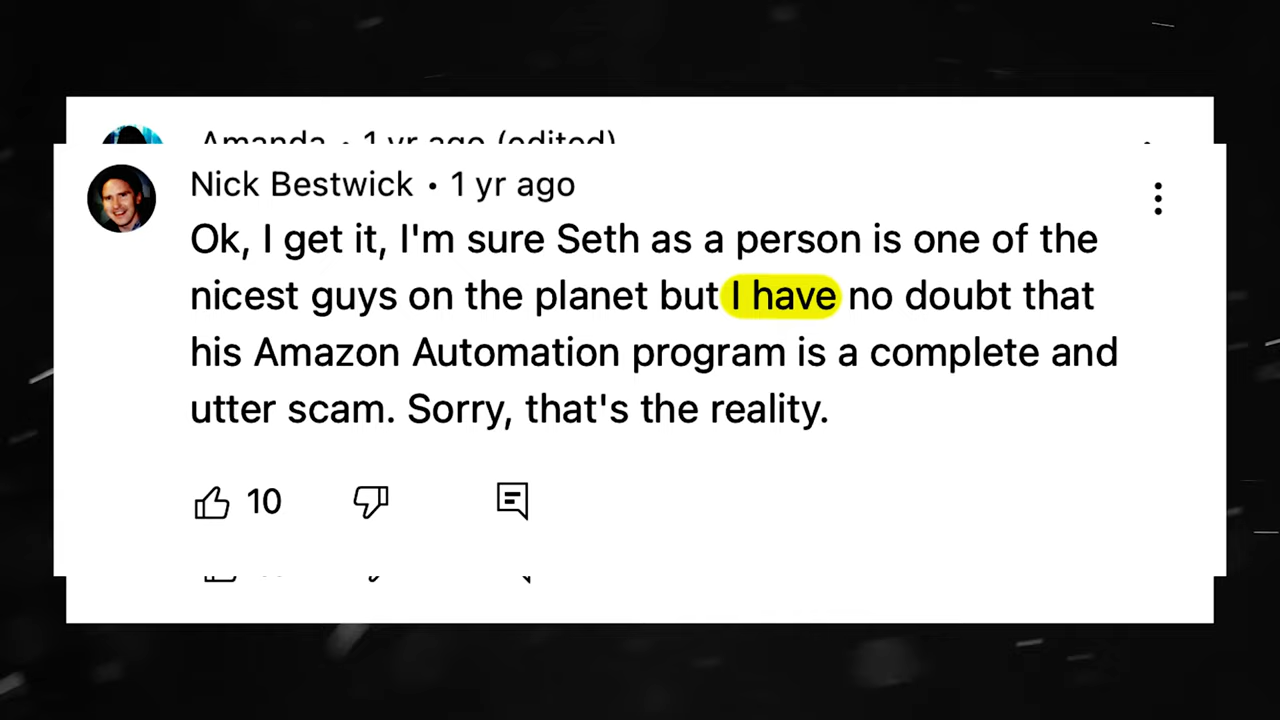 Amanda • 1 yr ago (edited)
Nick Bestwick • 1 yr ago
Ok, I get it, I'm sure Seth as a person is one of the
nicest guys on the planet but I have no doubt that
his Amazon Automation program is a complete and
utter scam. Sorry, that's the reality.
10